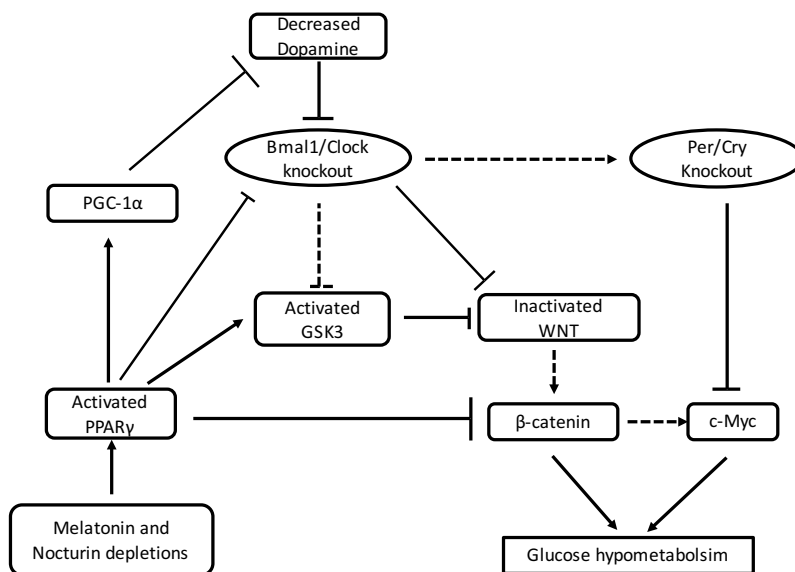 Decreased
Dopamine
Bmal1/Clock
knockout
Per/Cry
Knockout
PGC-1α
Activated
GSK3
Inactivated
WNT
Activated
PPARγ
β-catenin
c-Myc
Melatonin and
Nocturin depletions
Glucose hypometabolsim